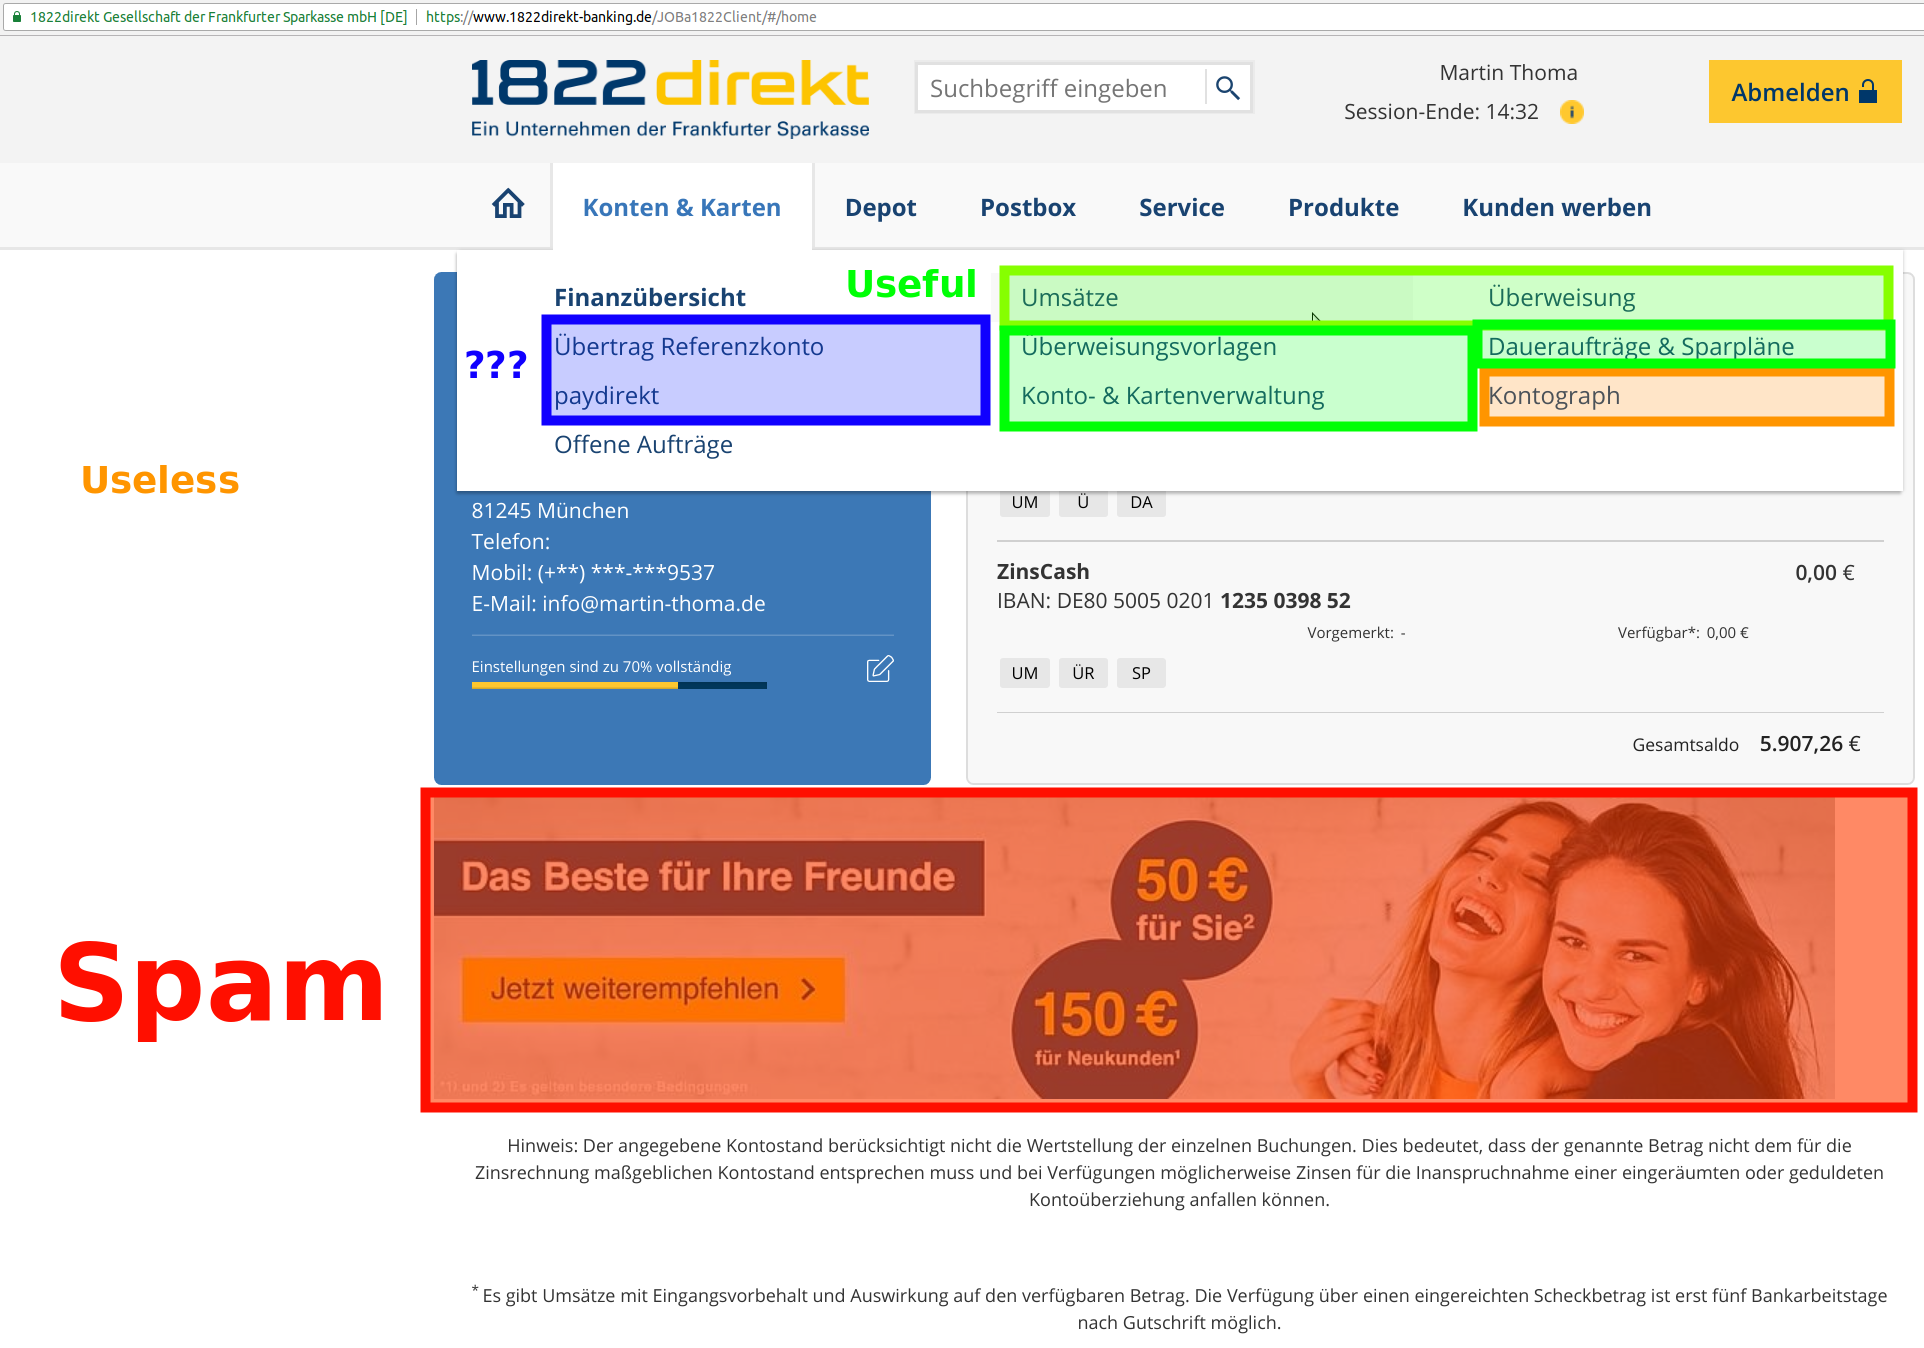 1822direkt Gesellschaft der Frankfurter Sparkasse mbH [DE] https://www.1822direkt-banking.de/JOBa1822Client/#/home
1822direkt
Ein Unternehmen der Frankfurter Sparkasse
Suchbegriff eingeben
Martin Thoma
Session-Ende: 14:32 i
Abmelden
Konten & Karten Depot Postbox Service Produkte Kunden werben
Useful
Finanzübersicht Umsätze Überweisung
??? Übertrag Referenzkonto Überweisungsvorlagen Daueraufträge & Sparpläne
paydirekt Konto- & Kartenverwaltung Kontograph
Offene Aufträge
Useless
81245 München
Telefon:
Mobil: (+**) ***-***9537
E-Mail: info@martin-thoma.de
Einstellungen sind zu 70% vollständig
UM Ü DA
ZinsCash 0,00 €
IBAN: DE80 5005 0201 1235 0398 52
Vorgemerkt: - Verfügbar*: 0,00 €
UM ÜR SP
Gesamtsaldo 5.907,26 €
Spam
Das Beste für Ihre Freunde
Jetzt weiterempfehlen
50 €
für Sie²
150 €
für Neukunden¹
*1) und 2) Es gelten besondere Bedingungen
Hinweis: Der angegebene Kontostand berücksichtigt nicht die Wertstellung der einzelnen Buchungen. Dies bedeutet, dass der genannte Betrag nicht dem für die
Zinsrechnung maßgeblichen Kontostand entsprechen muss und bei Verfügungen möglicherweise Zinsen für die Inanspruchnahme einer eingeräumten oder geduldeten
Kontoüberziehung anfallen können.
* Es gibt Umsätze mit Eingangsvorbehalt und Auswirkung auf den verfügbaren Betrag. Die Verfügung über einen eingereichten Scheckbetrag ist erst fünf Bankarbeitstage
nach Gutschrift möglich.